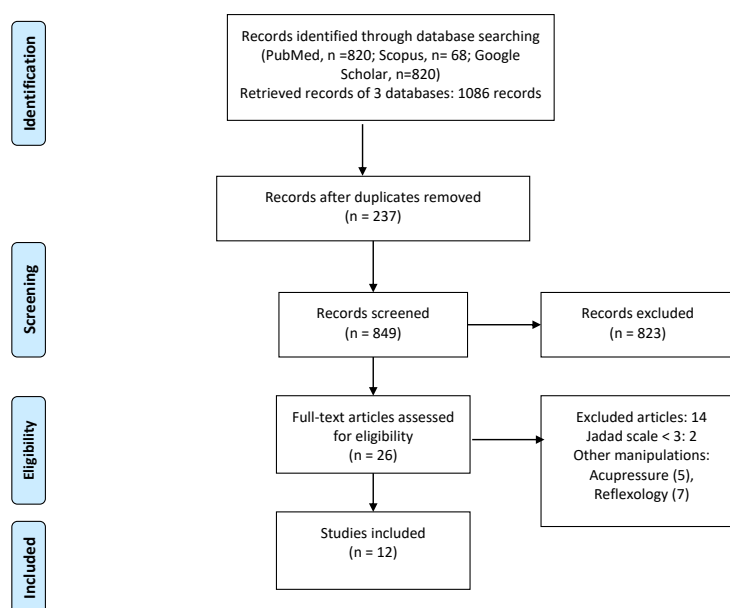 Identification
Records identified through database searching
(PubMed, n =820; Scopus, n= 68; Google
Scholar, n=820)
Retrieved records of 3 databases: 1086 records
Records after duplicates removed
(n = 237)
Screening
Records screened
(n = 849)
Records excluded
(n = 823)
Eligibility
Full-text articles assessed
for eligibility
(n = 26)
Excluded articles: 14
Jadad scale < 3: 2
Other manipulations:
Acupressure (5),
Reflexology (7)
Included
Studies included
(n = 12)